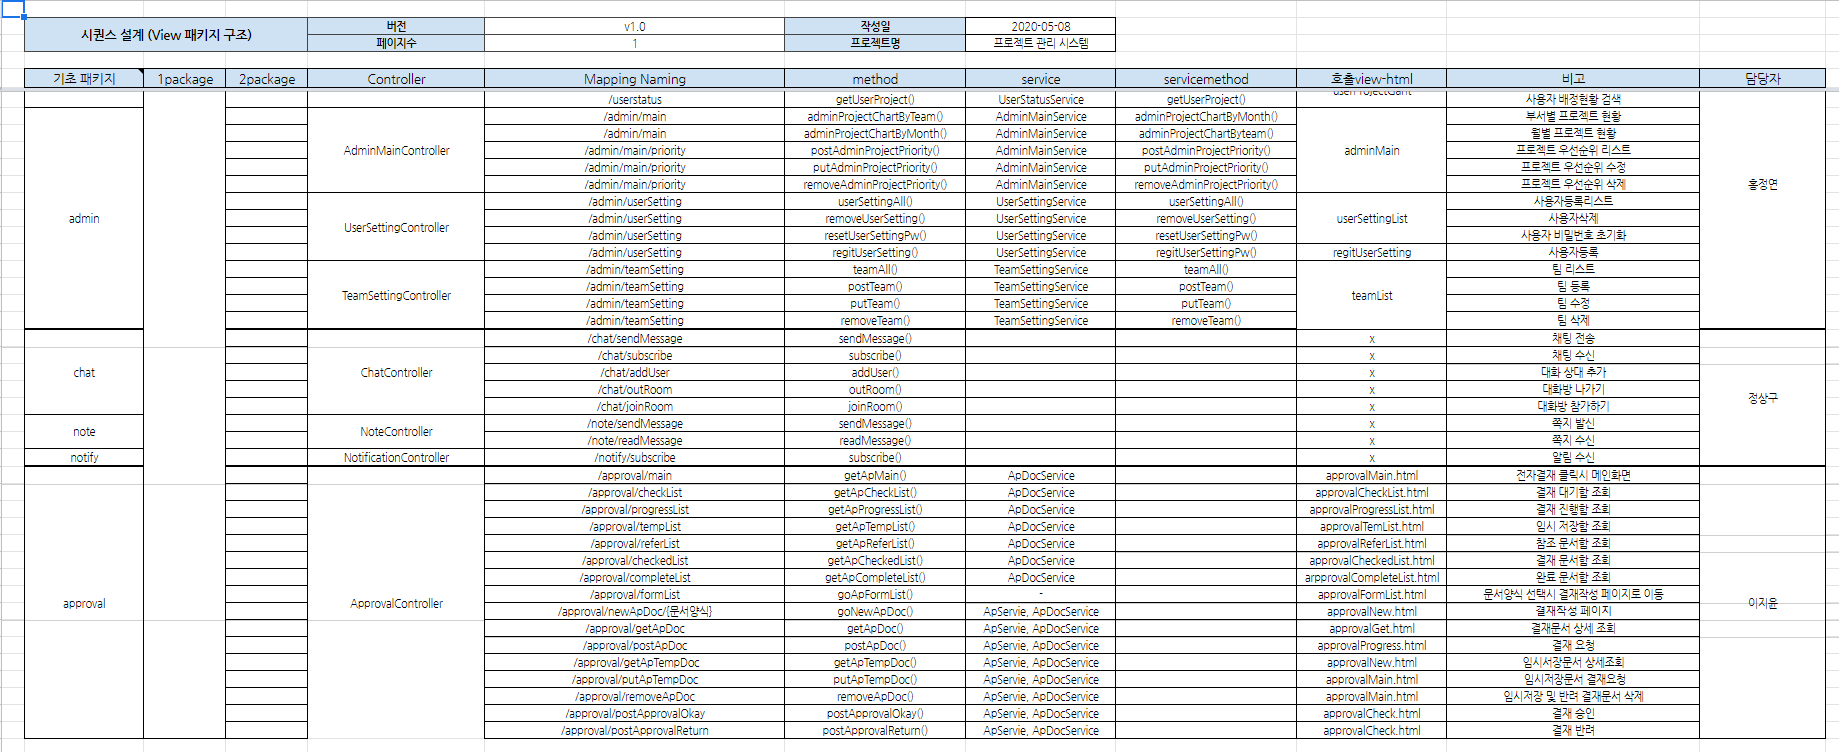 시퀀스 설계 (View 패키지 구조) 버전 v1.0 작성일 2020-05-08
페이지수 1 프로젝트명 프로젝트 관리 시스템
기초 패키지 1package 2package Controller Mapping Naming method service servicemethod 호출view-html 비고 담당자
userProjectGant
/userstatus getUserProject() UserStatusService getUserProject() 사용자 배정현황 검색
/admin/main adminProjectChartByTeam() AdminMainService adminProjectChartByMonth() 부서별 프로젝트 현황
/admin/main adminProjectChartByMonth() AdminMainService adminProjectChartByteam() 월별 프로젝트 현황
AdminMainController /admin/main/priority postAdminProjectPriority() AdminMainService postAdminProjectPriority() adminMain 프로젝트 우선순위 리스트
/admin/main/priority putAdminProjectPriority() AdminMainService putAdminProjectPriority() 프로젝트 우선순위 수정
/admin/main/priority removeAdminProjectPriority() AdminMainService removeAdminProjectPriority() 프로젝트 우선순위 삭제 홍정연
/admin/userSetting userSettingAll() UserSettingService userSettingAll() 사용자등록리스트
admin /admin/userSetting removeUserSetting() UserSettingService removeUserSetting() userSettingList 사용자삭제
UserSettingController /admin/userSetting resetUserSettingPw() UserSettingService resetUserSettingPw() 사용자 비밀번호 초기화
/admin/userSetting regitUserSetting() UserSettingService regitUserSettingPw() regitUserSetting 사용자등록
/admin/teamSetting teamAll() TeamSettingService teamAll() 팀 리스트
/admin/teamSetting postTeam() TeamSettingService postTeam() 팀 등록
TeamSettingController teamList
/admin/teamSetting putTeam() TeamSettingService putTeam() 팀 수정
/admin/teamSetting removeTeam() TeamSettingService removeTeam() 팀 삭제
/chat/sendMessage sendMessage() x 채팅 전송
/chat/subscribe subscribe() x 채팅 수신
chat ChatController /chat/addUser addUser() x 대화 상대 추가
/chat/outRoom outRoom() x 대화방 나가기
/chat/joinRoom joinRoom() x 대화방 참가하기 정상구
/note/sendMessage sendMessage() x 쪽지 발신
note NoteController
/note/readMessage readMessage() x 쪽지 수신
notify NotificationController /notify/subscribe subscribe() x 알림 수신
/approval/main getApMain() ApDocService approvalMain.html 전자결재 클릭시 메인화면
/approval/checkList getApCheckList() ApDocService approvalCheckList.html 결재 대기함 조회
/approval/progressList getApProgressList() ApDocService approvalProgressList.html 결재 진행함 조회
/approval/tempList getApTempList() ApDocService approvalTemList.html 임시 저장함 조회
/approval/referList getApReferList() ApDocService approvalReferList.html 참조 문서함 조회
/approval/checkedList getApCheckedList() ApDocService approvalCheckedList.html 결재 문서함 조회
/approval/completeList getApCompleteList() ApDocService arpprovalCompleteList.html 완료 문서함 조회
/approval/formList goApFormList() - approvalFormList.html 문서양식 선택시 결재작성 페이지로 이동
approval ApprovalController 이지윤
/approval/newApDoc/{문서양식} goNewApDoc() ApServie, ApDocService approvalNew.html 결재작성 페이지
/approval/getApDoc getApDoc() ApServie, ApDocService approvalGet.html 결재문서 상세 조회
/approval/postApDoc postApDoc() ApServie, ApDocService approvalProgress.html 결재 요청
/approval/getApTempDoc getApTempDoc() ApServie, ApDocService approvalNew.html 임시서장문서 상세조회
/approval/putApTempDoc putApTempDoc() ApServie, ApDocService approvalMain.html 임시저장문서 결재요청
/approval/removeApDoc removeApDoc() ApServie, ApDocService approvalMain.html 임시저장 및 반려 결재문서 삭제
/approval/postApprovalOkay postApprovalOkay() ApServie, ApDocService approvalCheck.html 결재 승인
/approval/postApprovalReturn postApprovalReturn() ApServie, ApDocService approvalCheck.html 결재 반려